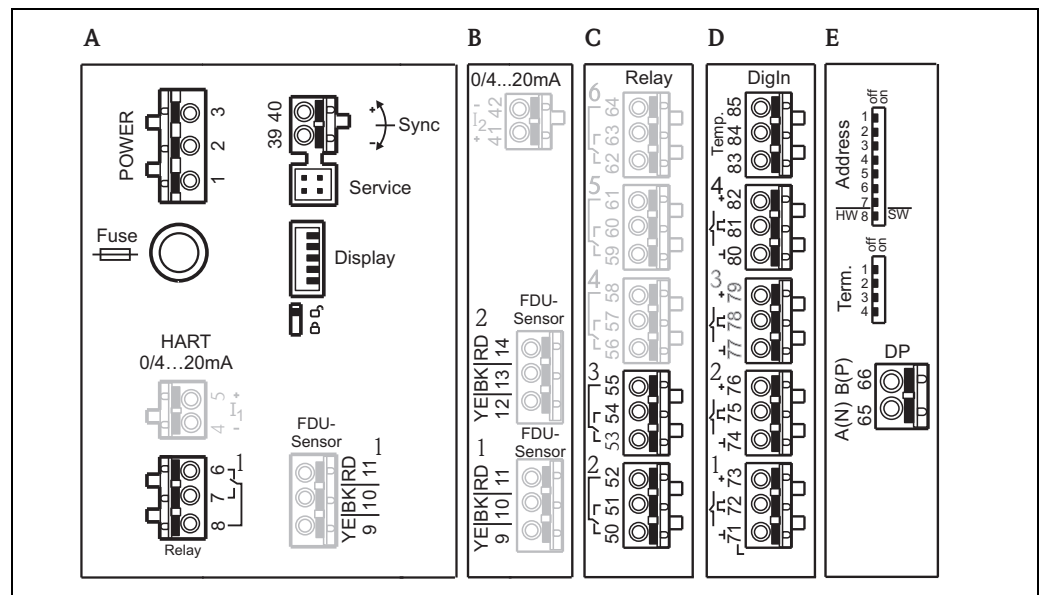 A
B
C
D
E
POWER
3
2
1
39 40
+
-
Sync
Service
Fuse
Display
HART
0/4...20mA
5
4
+
I1
-
6
7
8
1
Relay
FDU-
Sensor
1
YE|BK|RD
9 |10| 11
0/4...20mA
-
I2
+
41 42
2
FDU-
Sensor
YE|BK|RD
12|13|14
1
FDU-
Sensor
YE|BK|RD
9 |10| 11
Relay
6
64
63
62
5
61
60
59
4
58
57
56
3
55
54
53
2
52
51
50
DigIn
Temp.
85
84
83
4
+
82
81
80
3
+
79
78
77
2
+
76
75
74
1
+
73
72
71
off
on
Address
1
2
3
4
5
6
7
HW 8 SW
off
on
Term.
1
2
3
4
DP
A(N) B(P)
65 66